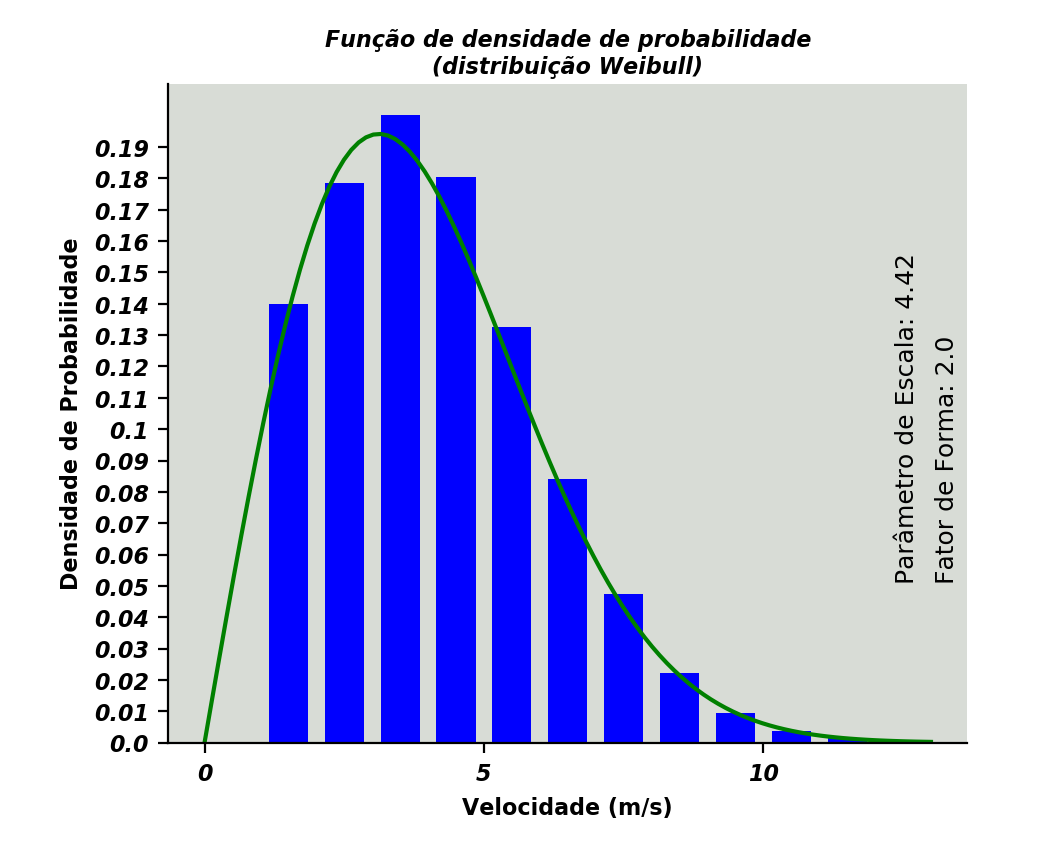 Função de densidade de probabilidade
(distribuição Weibull)
Densidade de Probabilidade
0.19
0.18
0.17
0.16
0.15
0.14
0.13
0.12
0.11
0.1
0.09
0.08
0.07
0.06
0.05
0.04
0.03
0.02
0.01
0.0
Parâmetro de Escala: 4.42
Fator de Forma: 2.0
0 5 10
Velocidade (m/s)